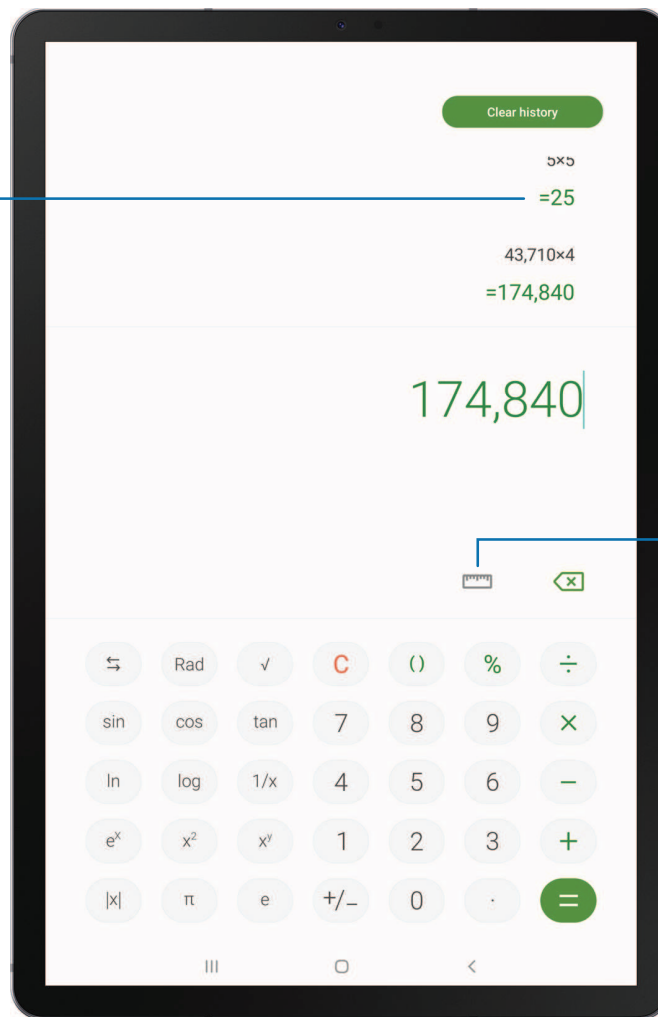 Clear history
5×5
=25
43,710×4
=174,840
174,840
⇆ Rad √ C () % ÷
sin cos tan 7 8 9 ×
ln log 1/x 4 5 6 −
eˣ x² xʸ 1 2 3 +
|x| π e +/− 0 . =